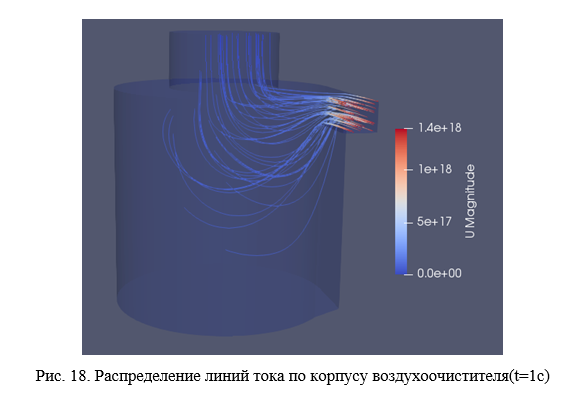 1.4e+18
1e+18
5e+17
0.0e+00
U Magnitude
Рис. 18. Распределение линий тока по корпусу воздухоочистителя(t=1с)